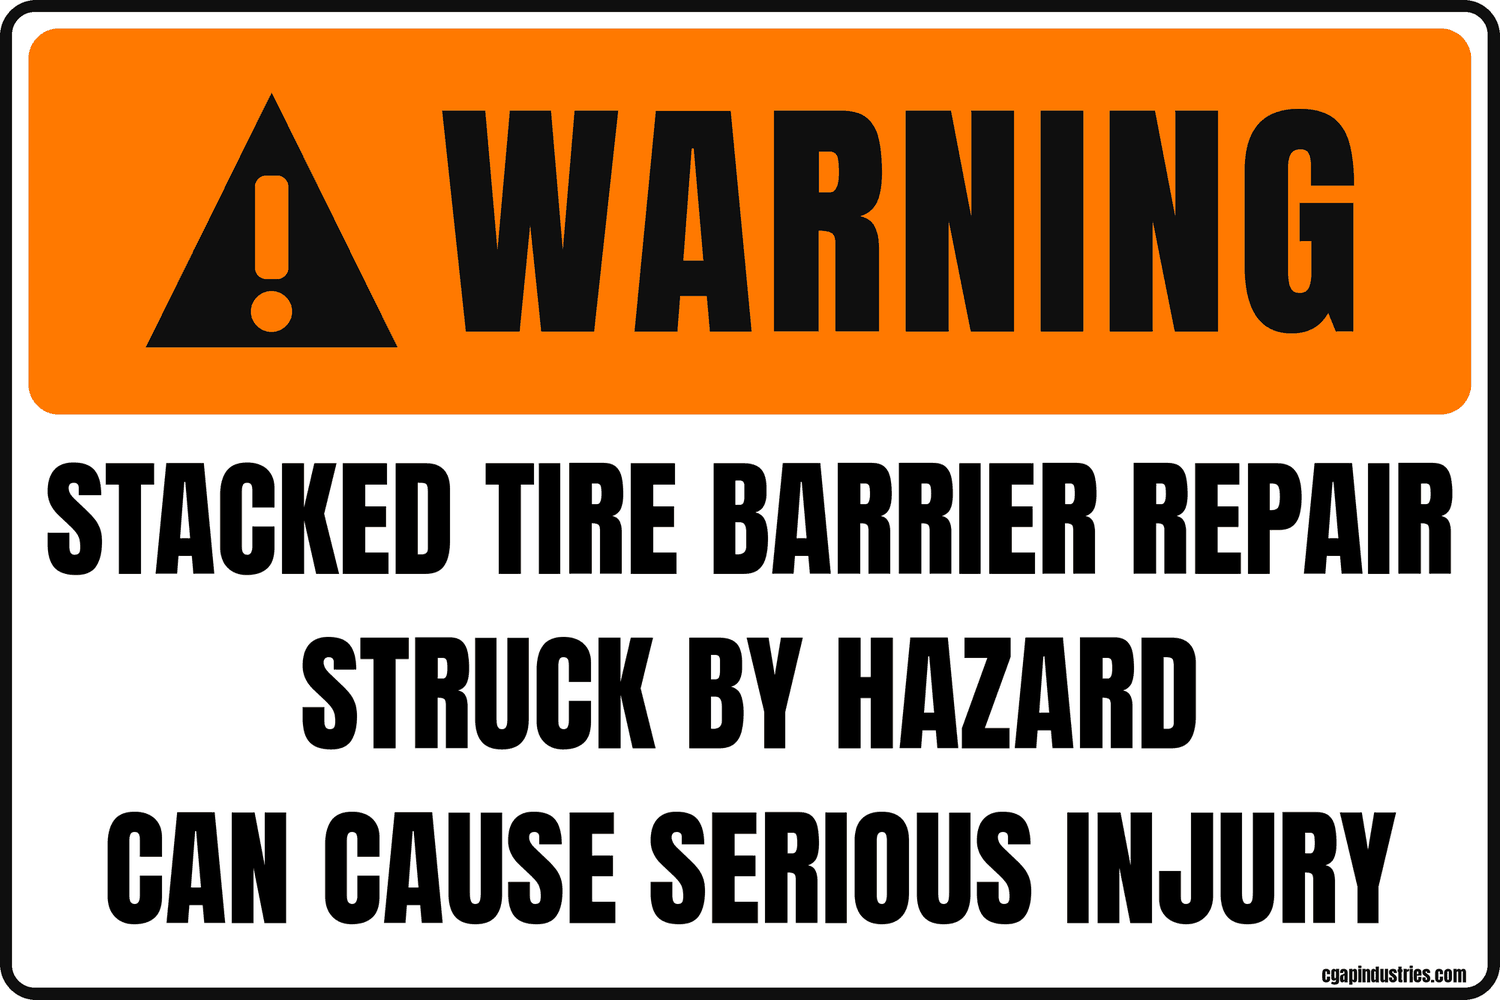 WARNING
STACKED TIRE BARRIER REPAIR
STRUCK BY HAZARD
CAN CAUSE SERIOUS INJURY
cgapindustries.com